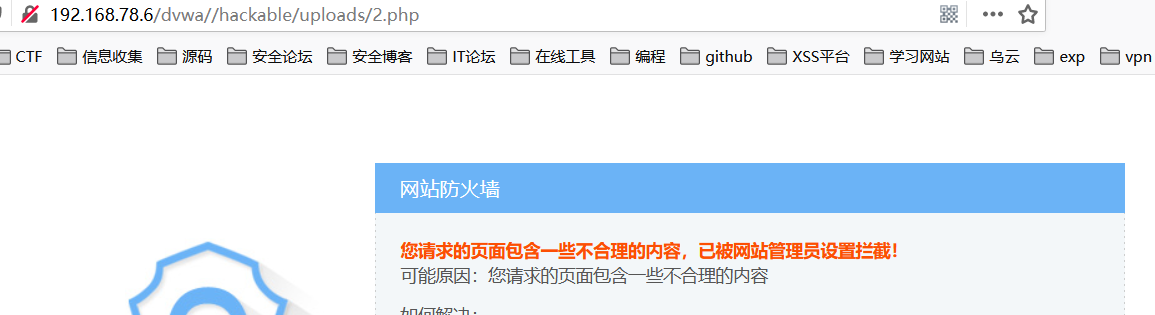 192.168.78.6/dvwa//hackable/uploads/2.php
CTF 信息收集 源码 安全论坛 安全博客 IT论坛 在线工具 编程 github XSS平台 学习网站 乌云 exp vpn
网站防火墙
您请求的页面包含一些不合理的内容，已被网站管理员设置拦截！
可能原因：您请求的页面包含一些不合理的内容
如何解决：